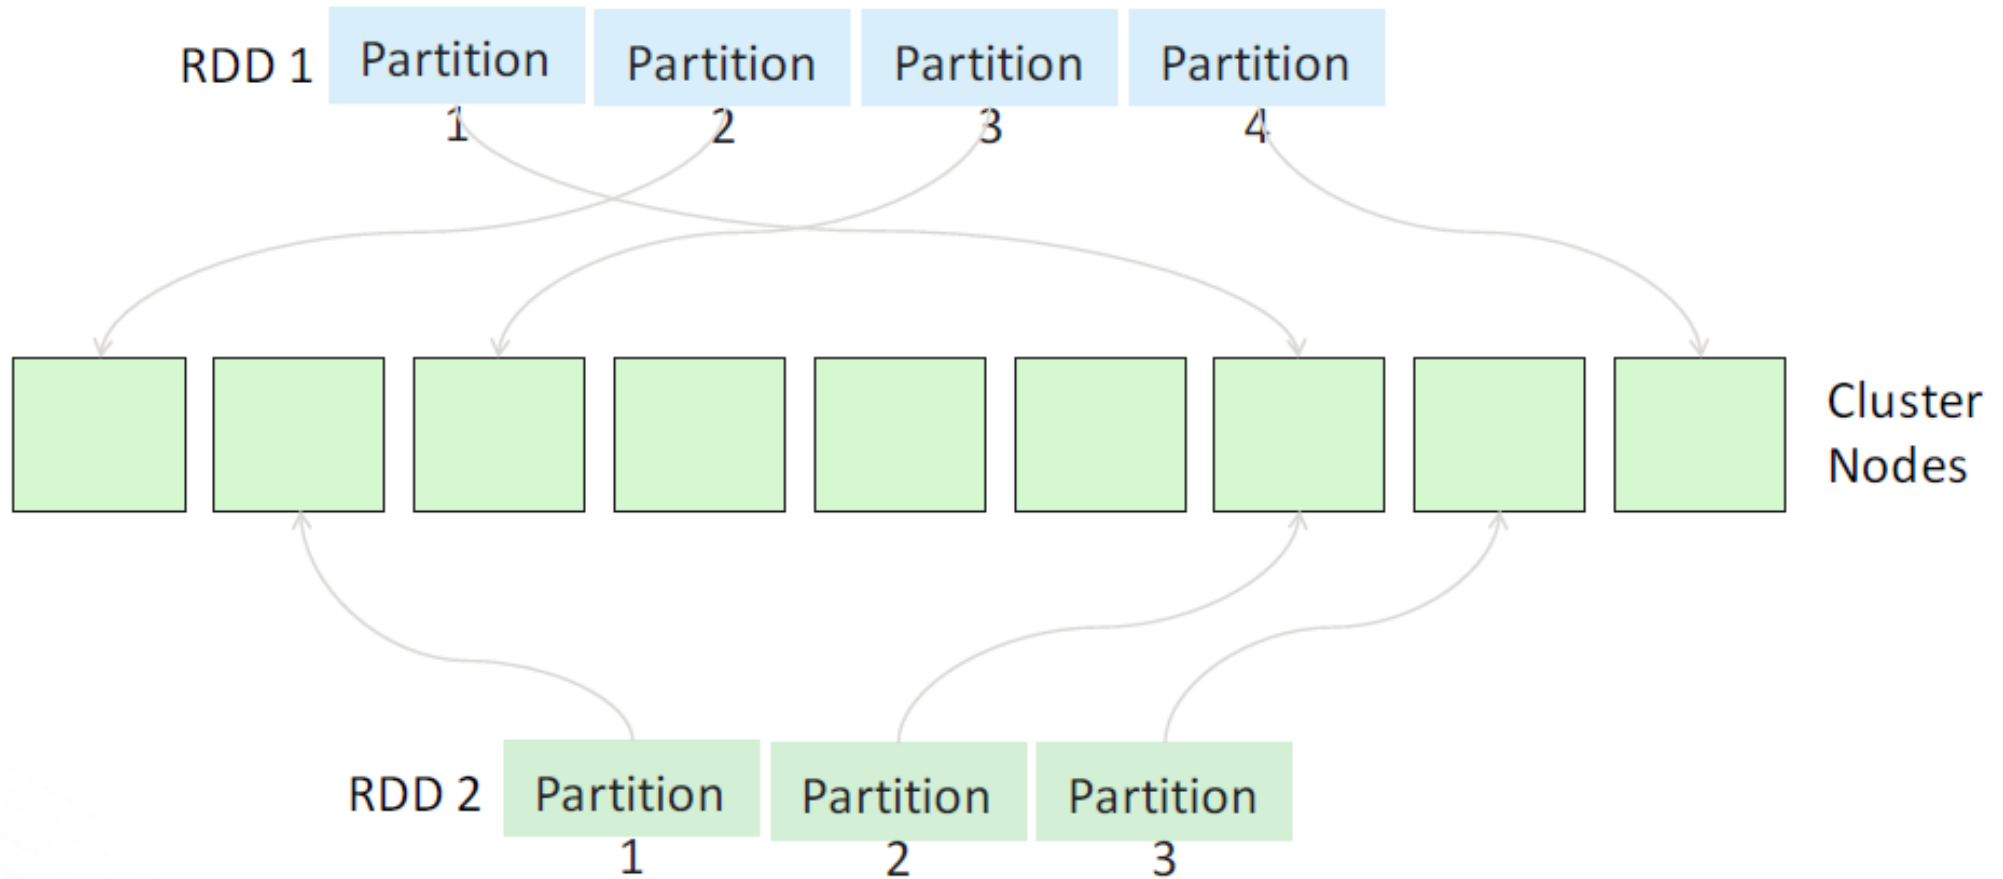 RDD 1 Partition Partition Partition Partition
1 2 3 4
Cluster
Nodes
RDD 2 Partition Partition Partition
1 2 3